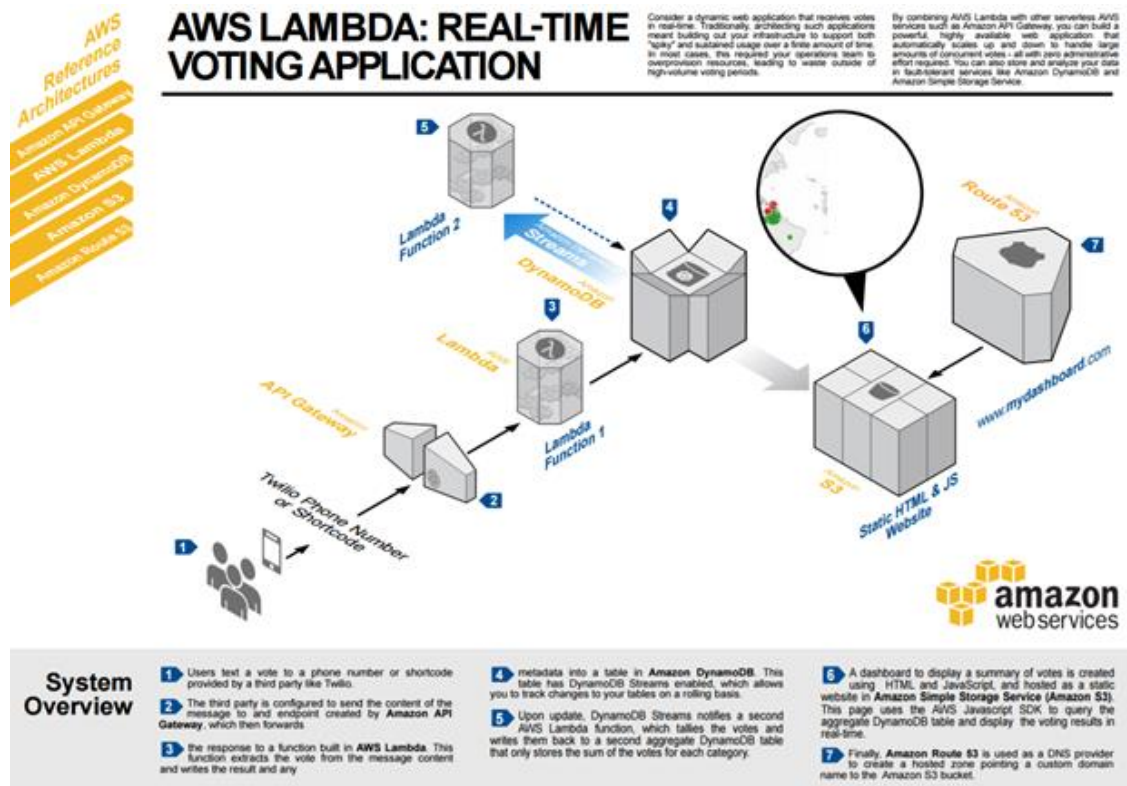 AWS
Reference
Architectures
Amazon API Gateway
AWS Lambda
Amazon DynamoDB
Amazon S3
Amazon Route 53
AWS LAMBDA: REAL-TIME
VOTING APPLICATION
Consider a dynamic web application that receives votes
in real-time. Traditionally, architecting such applications
meant building out your infrastructure to support both
"spiky" and sustained usage over a finite amount of time.
In most cases, this required your operations team to
overprovision resources, leading to waste outside of
high-volume voting periods.
By combining AWS Lambda with other serverless AWS
services such as Amazon API Gateway, you can build a
powerful, highly available web application that
automatically scales up and down to handle large
amounts of concurrent votes - all with zero administrative
effort required. You can also store and analyze your data
in fault-tolerant services like Amazon DynamoDB and
Amazon Simple Storage Service.
5
Lambda
Function 2
Streams
4
Amazon
DynamoDB
3
AWS
Lambda
Lambda
Function 1
Amazon
API Gateway
2
Twilio Phone Number
or Shortcode
1
6
Amazon
S3
Static HTML & JS
Website
Amazon
Route 53
7
www.mydashboard.com
amazon
web services
System
Overview
1 Users text a vote to a phone number or shortcode
provided by a third party like Twilio.
2 The third party is configured to send the content of the
message to and endpoint created by Amazon API
Gateway, which then forwards
3 the response to a function built in AWS Lambda. This
function extracts the vote from the message content
and writes the result and any
4 metadata into a table in Amazon DynamoDB. This
table has DynamoDB Streams enabled, which allows
you to track changes to your tables on a rolling basis.
5 Upon update, DynamoDB Streams notifies a second
AWS Lambda function, which tallies the votes and
writes them back to a second aggregate DynamoDB table
that only stores the sum of the votes for each category.
6 A dashboard to display a summary of votes is created
using HTML and JavaScript, and hosted as a static
website in Amazon Simple Storage Service (Amazon S3).
This page uses the AWS Javascript SDK to query the
aggregate DynamoDB table and display the voting results in
real-time.
7 Finally, Amazon Route 53 is used as a DNS provider
to create a hosted zone pointing a custom domain
name to the Amazon S3 bucket.